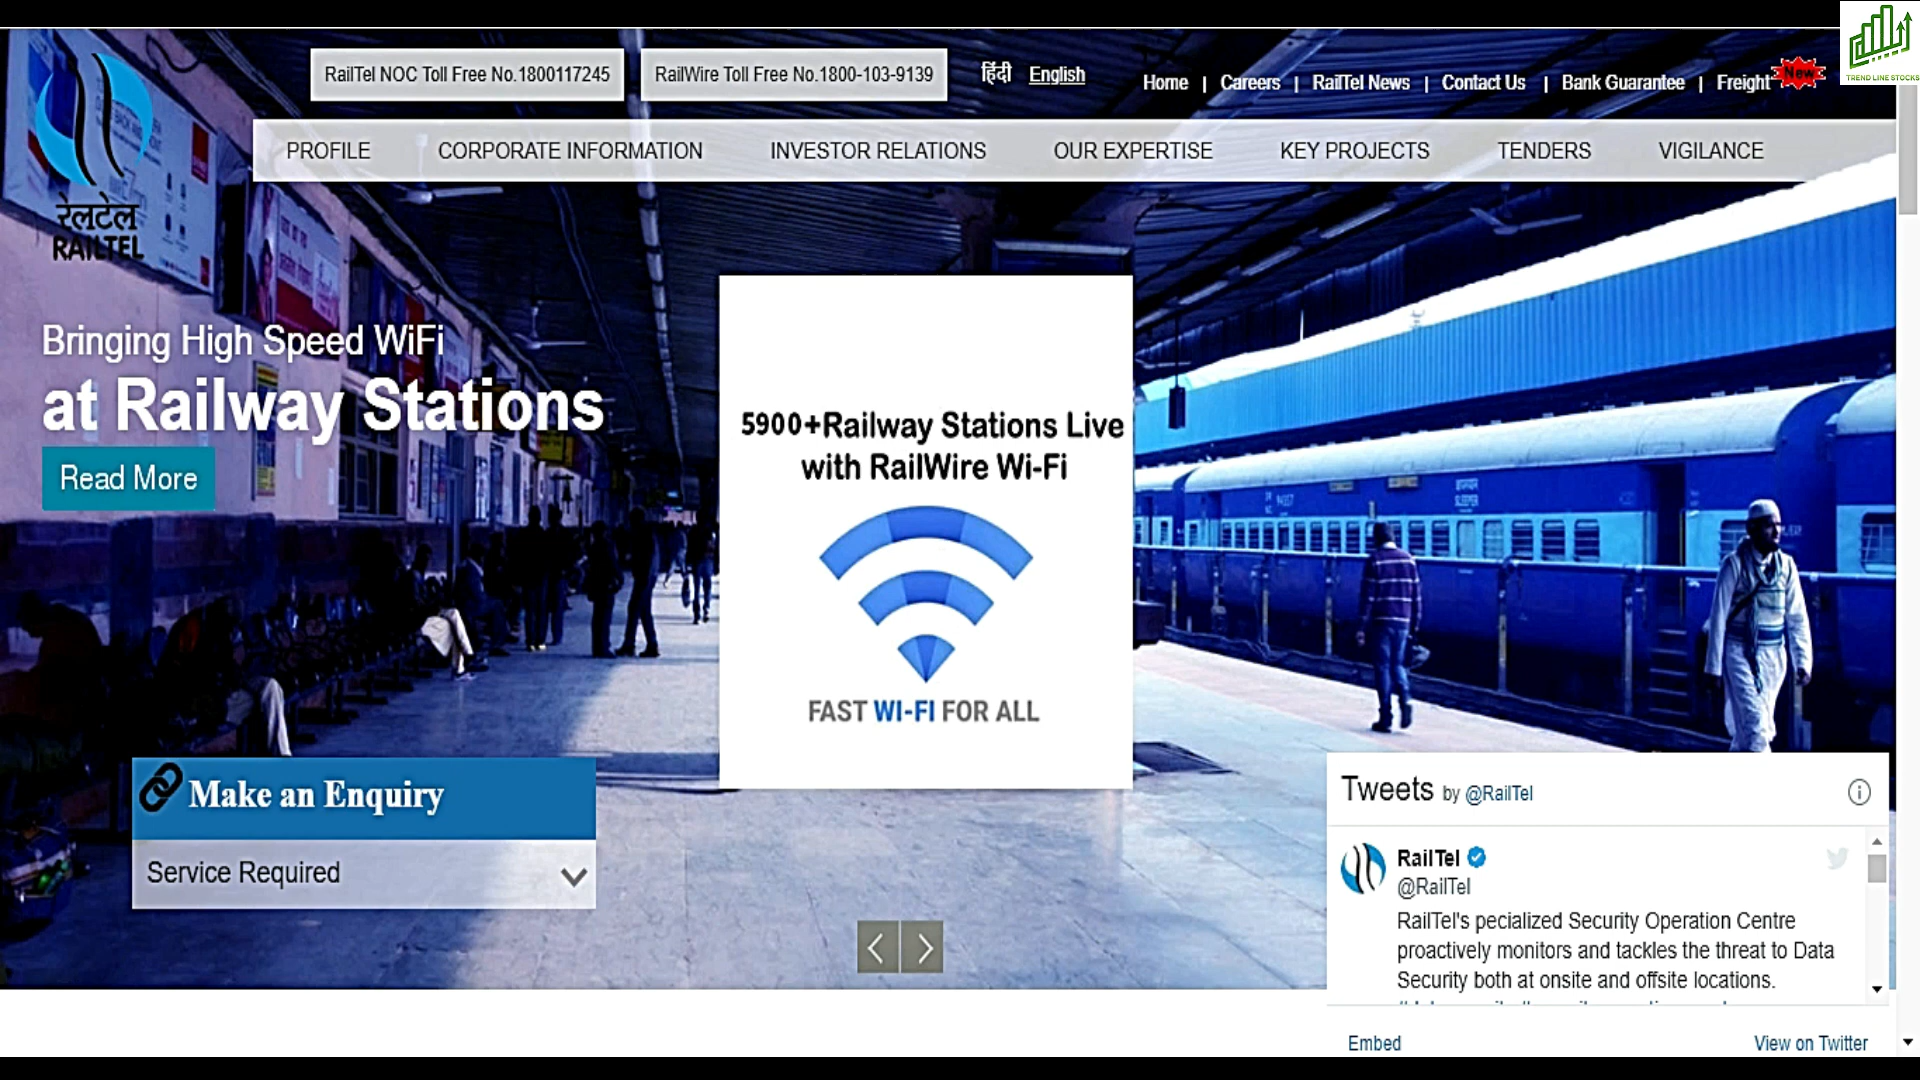 TREND LINE STOCKS
RailTel NOC Toll Free No.1800117245
RailWire Toll Free No.1800-103-9139
हिंदी English
Home | Careers | RailTel News | Contact Us | Bank Guarantee | Freight New
PROFILE CORPORATE INFORMATION INVESTOR RELATIONS OUR EXPERTISE KEY PROJECTS TENDERS VIGILANCE
रेलटेल
RAILTEL
Bringing High Speed WiFi
at Railway Stations
Read More
5900+Railway Stations Live
with RailWire Wi-Fi
FAST WI-FI FOR ALL
SLEEPER
Make an Enquiry
Service Required
Tweets by @RailTel
RailTel
@RailTel
RailTel's pecialized Security Operation Centre
proactively monitors and tackles the threat to Data
Security both at onsite and offsite locations.
Embed View on Twitter